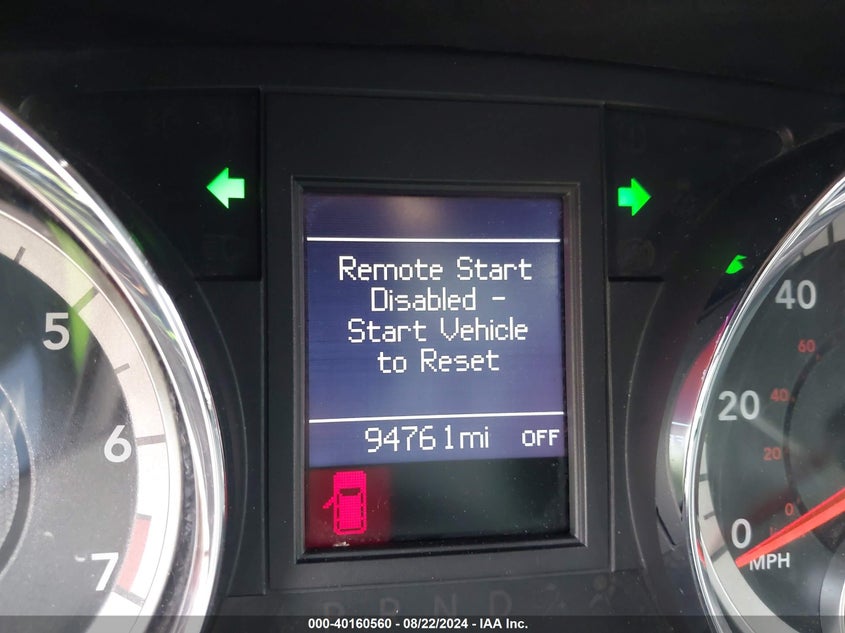 Remote Start
Disabled -
Start Vehicle
to Reset
94761mi OFF
5
6
7
40
60
20
40
20
0
0
MPH
P R N D
000-40160560 - 08/22/2024 - IAA Inc.